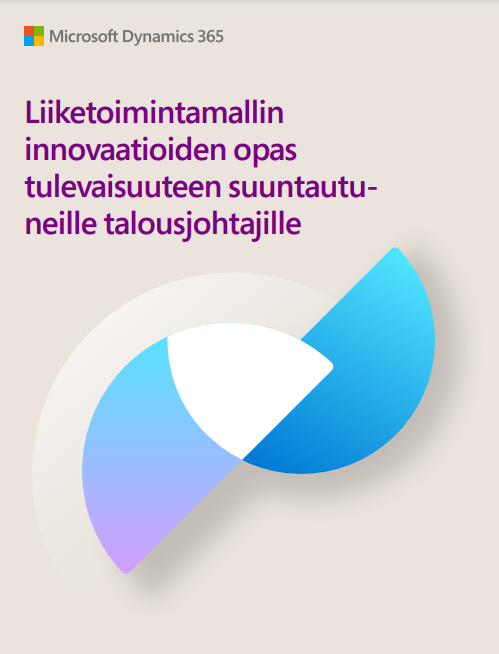 Microsoft Dynamics 365
Liiketoimintamallin
innovaatioiden opas
tulevaisuuteen suuntautu-
neille talousjohtajille